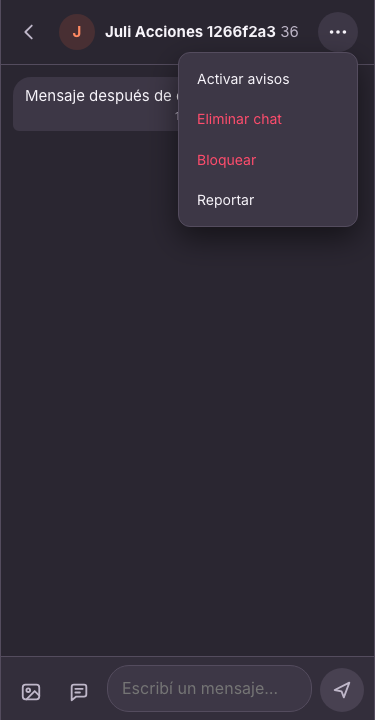 J
Juli Acciones 1266f2a3 36
Activar avisos
Mensaje después de
Eliminar chat
Bloquear
Reportar
Escribí un mensaje...